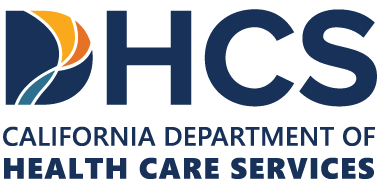 DHCS
CALIFORNIA DEPARTMENT OF
HEALTH CARE SERVICES